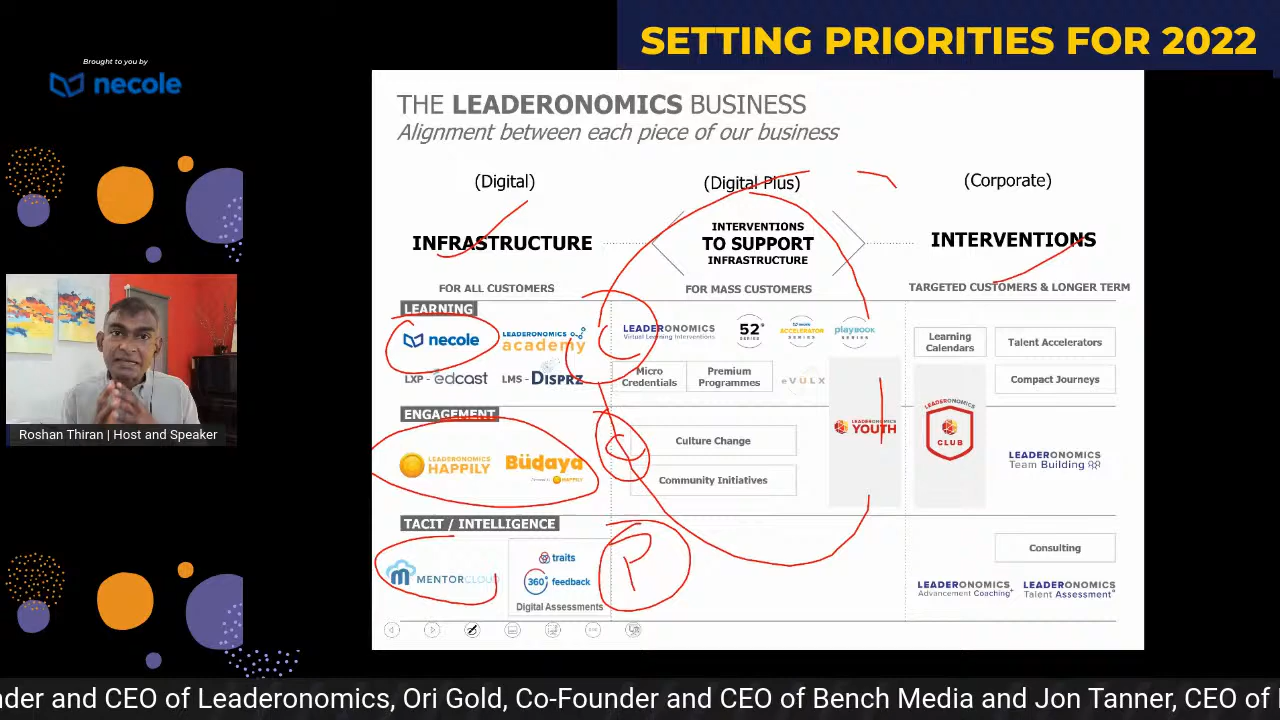 SETTING PRIORITIES FOR 2022
Brought to you by
necole
THE LEADERONOMICS BUSINESS
Alignment between each piece of our business
(Digital)
(Digital Plus)
(Corporate)
INFRASTRUCTURE
INTERVENTIONS
TO SUPPORT
INFRASTRUCTURE
INTERVENTIONS
FOR ALL CUSTOMERS
FOR MASS CUSTOMERS
TARGETED CUSTOMERS & LONGER TERM
LEARNING
necole
LEADERONOMICS
academy
LXP - edcast
LMS - DISPRZ
LEADERONOMICS
Virtual Learning Interventions
52°
SERIES
ACCELERATOR
SERIES
PLAYBOOK
SERIES
Micro
Credentials
Premium
Programmes
eVULX
Learning
Calendars
Talent Accelerators
Compact Journeys
ENGAGEMENT
LEADERONOMICS
HAPPILY
Büdaya
HAPPILY
C
C
Culture Change
Community Initiatives
LEADERONOMICS
YOUTH
LEADERONOMICS
CLUB
LEADERONOMICS
Team Building
TACIT / INTELLIGENCE
MENTORCLOUD
traits
360° feedback
Digital Assessments
P
Consulting
LEADERONOMICS
Advancement Coaching+
LEADERONOMICS
Talent Assessment+
Roshan Thiran | Host and Speaker
nder and CEO of Leaderonomics, Ori Gold, Co-Founder and CEO of Bench Media and Jon Tanner, CEO of